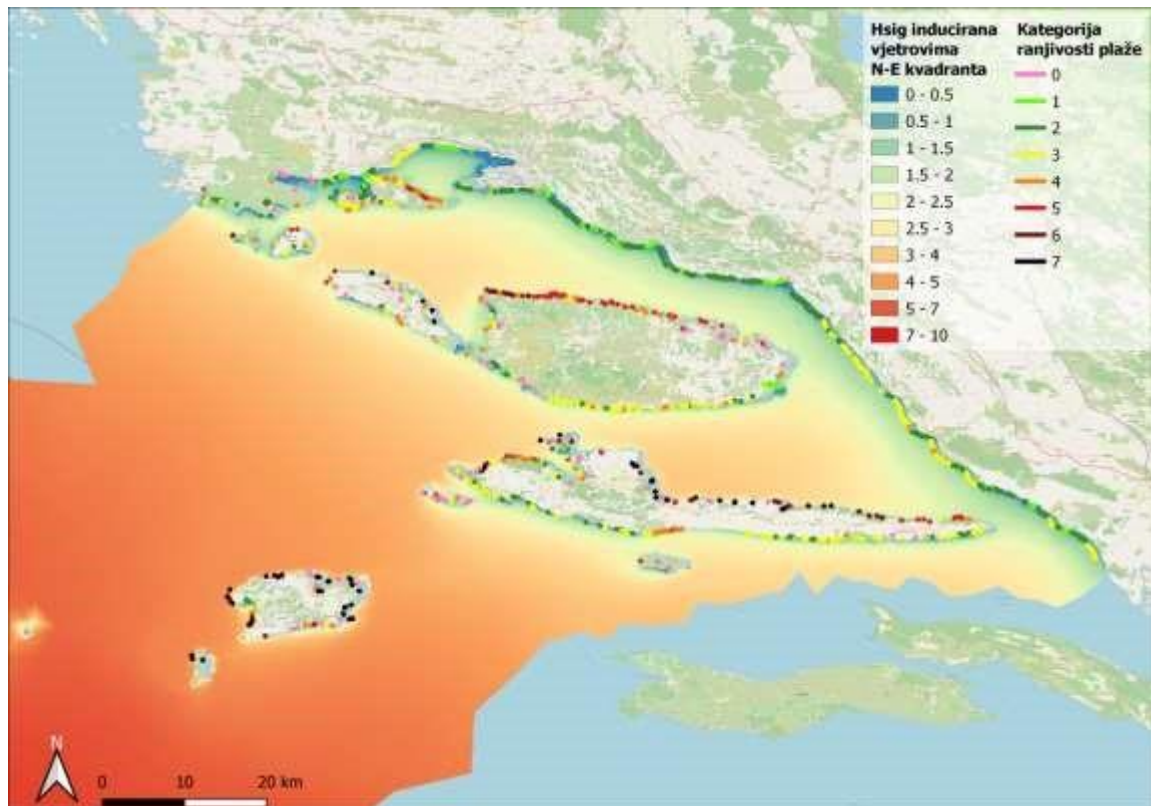 Hsig inducirana
vjetrovima
N-E kvadranta
0 - 0.5
0.5 - 1
1 - 1.5
1.5 - 2
2 - 2.5
2.5 - 3
3 - 4
4 - 5
5 - 7
7 - 10
Kategorija
ranjivosti plaže
0
1
2
3
4
5
6
7
N
0 10 20 km